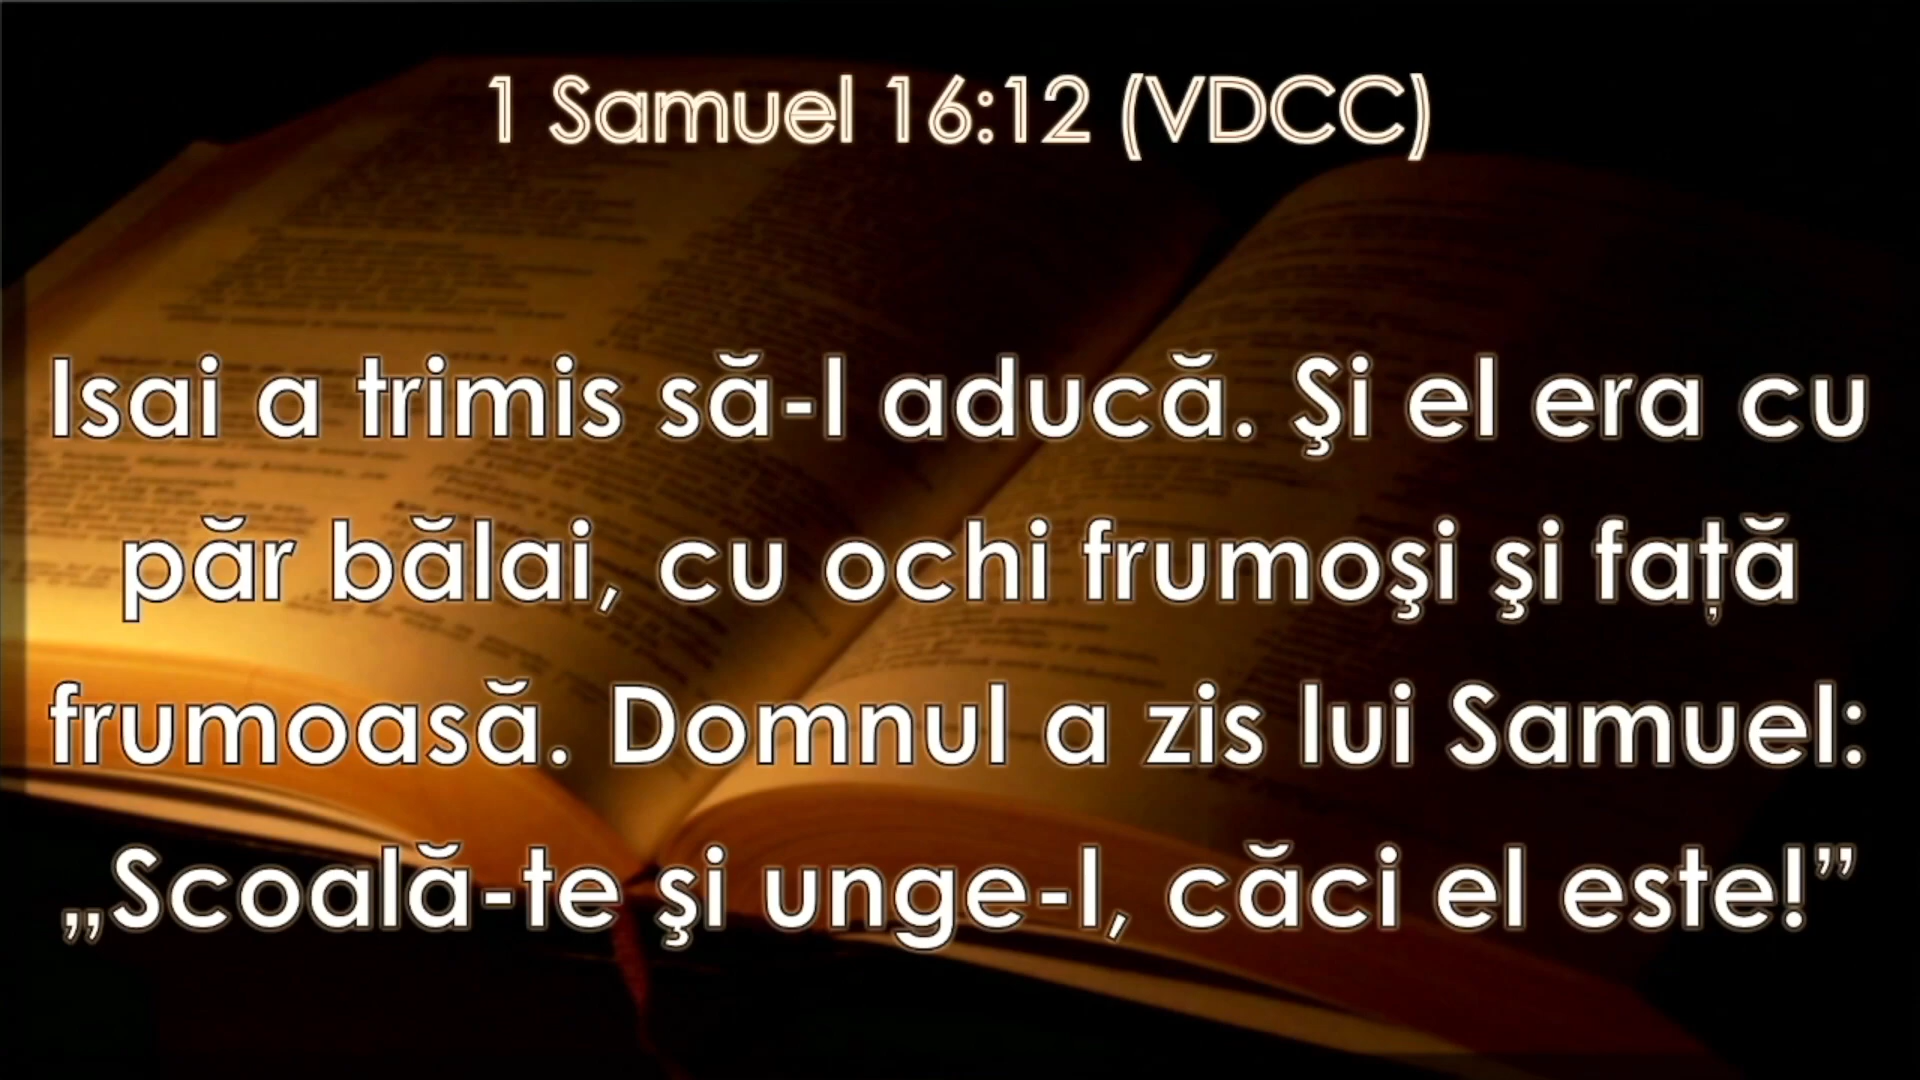 1 Samuel 16:12 (VDCC)
Isai a trimis să-l aducă. Şi el era cu
păr bălai, cu ochi frumoşi şi faţă
frumoasă. Domnul a zis lui Samuel:
„Scoală-te şi unge-l, căci el este!”